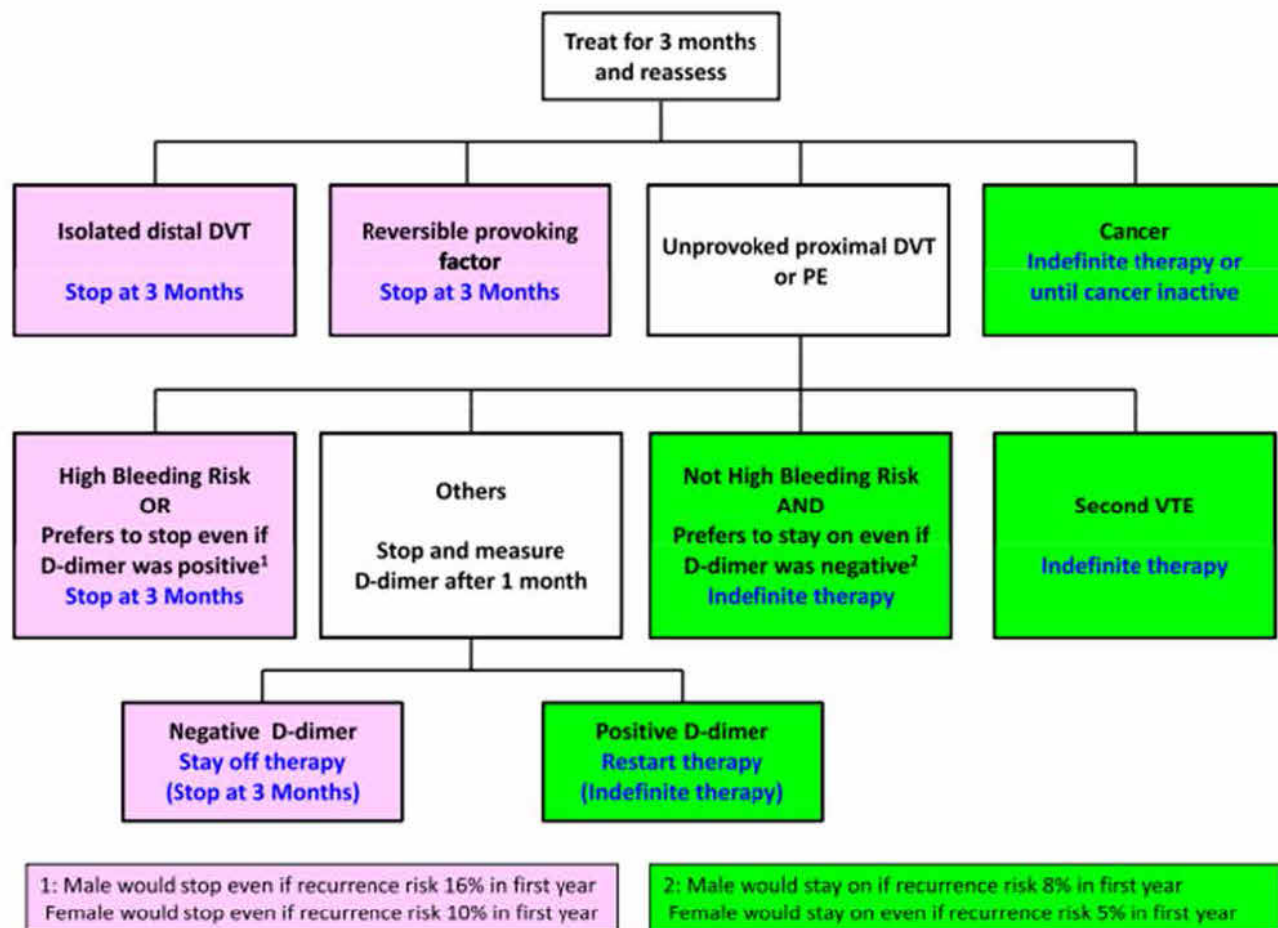 Treat for 3 months
and reassess
Isolated distal DVT
Stop at 3 Months
Reversible provoking
factor
Stop at 3 Months
Unprovoked proximal DVT
or PE
Cancer
Indefinite therapy or
until cancer inactive
High Bleeding Risk
OR
Prefers to stop even if
D-dimer was positive¹
Stop at 3 Months
Others
Stop and measure
D-dimer after 1 month
Not High Bleeding Risk
AND
Prefers to stay on even if
D-dimer was negative²
Indefinite therapy
Second VTE
Indefinite therapy
Negative D-dimer
Stay off therapy
(Stop at 3 Months)
Positive D-dimer
Restart therapy
(Indefinite therapy)
1: Male would stop even if recurrence risk 16% in first year
Female would stop even if recurrence risk 10% in first year
2: Male would stay on if recurrence risk 8% in first year
Female would stay on even if recurrence risk 5% in first year